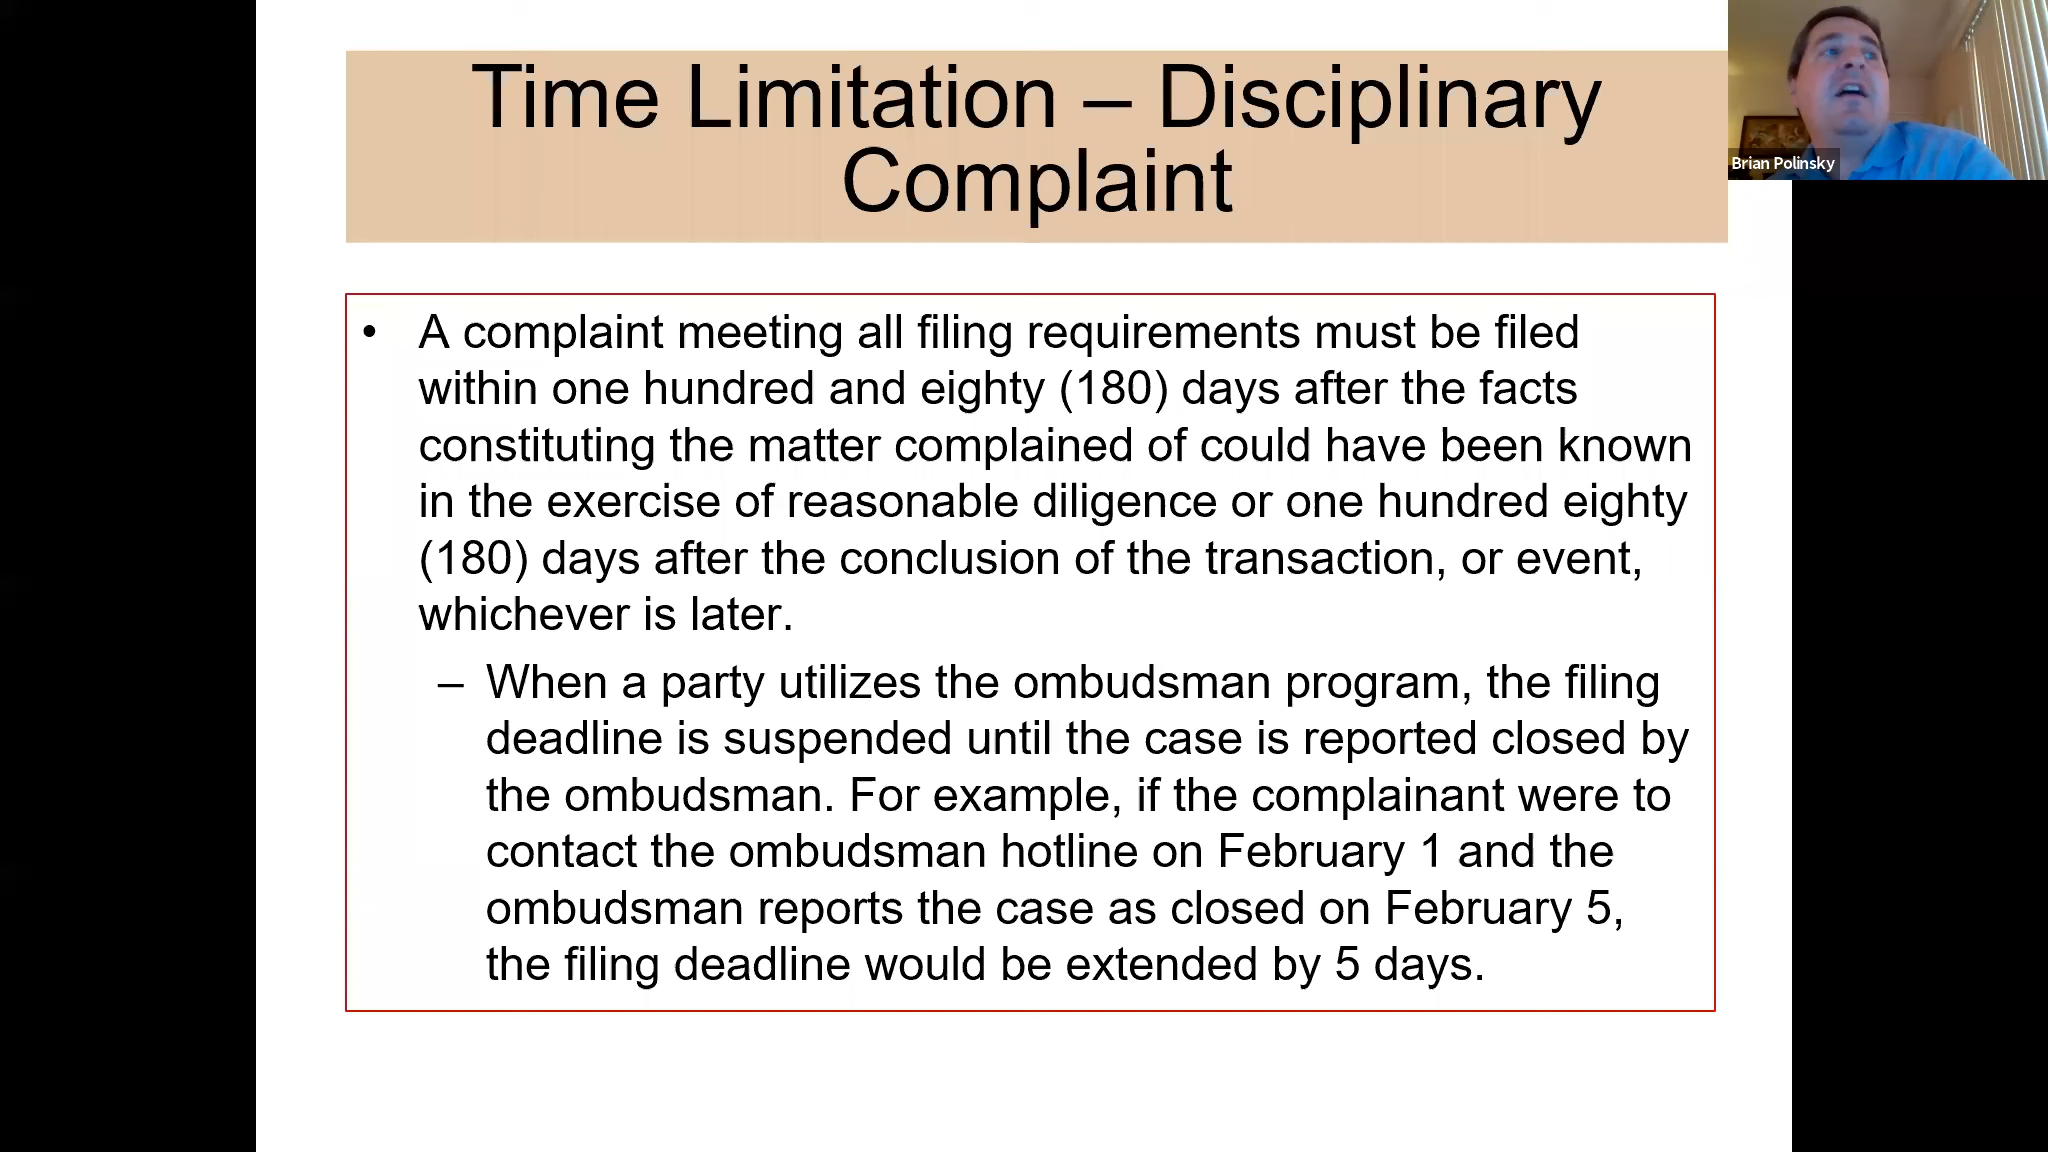 Time Limitation – Disciplinary
Complaint
Brian Polinsky
• A complaint meeting all filing requirements must be filed
within one hundred and eighty (180) days after the facts
constituting the matter complained of could have been known
in the exercise of reasonable diligence or one hundred eighty
(180) days after the conclusion of the transaction, or event,
whichever is later.
– When a party utilizes the ombudsman program, the filing
deadline is suspended until the case is reported closed by
the ombudsman. For example, if the complainant were to
contact the ombudsman hotline on February 1 and the
ombudsman reports the case as closed on February 5,
the filing deadline would be extended by 5 days.